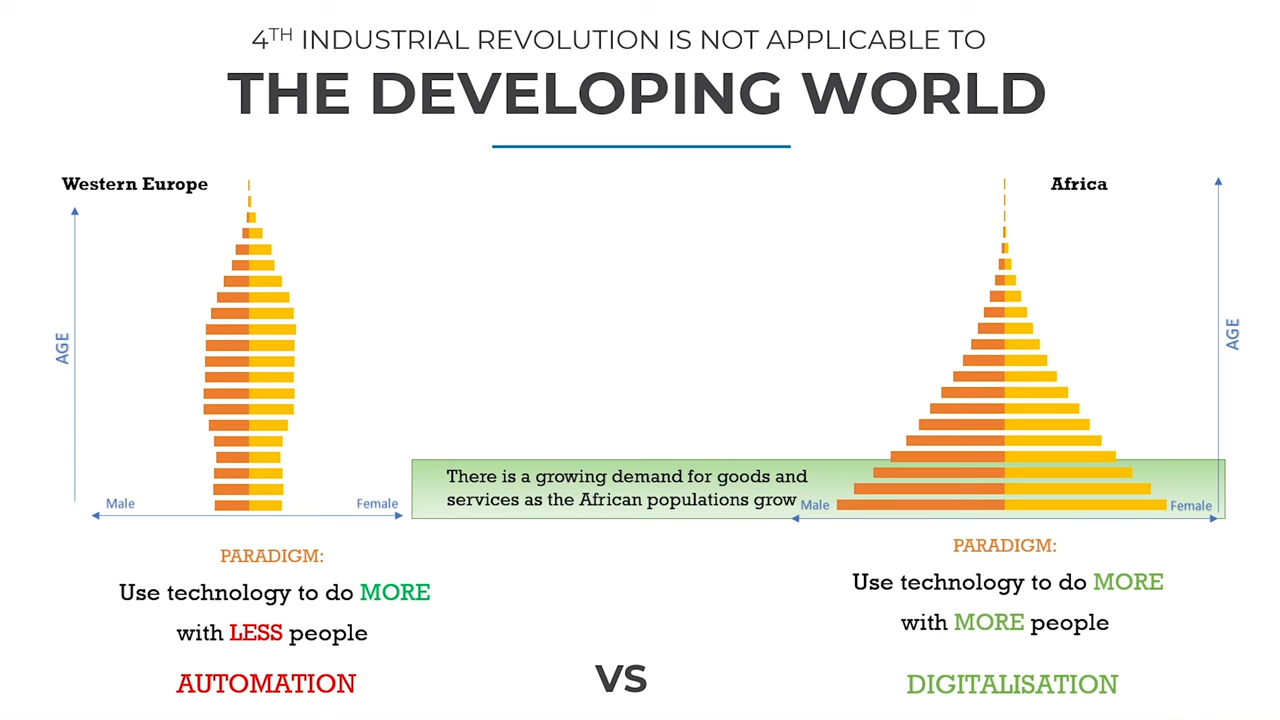 4TH INDUSTRIAL REVOLUTION IS NOT APPLICABLE TO
THE DEVELOPING WORLD
Western Europe
AGE
Male
Female
PARADIGM:
Use technology to do MORE
with LESS people
AUTOMATION
VS
There is a growing demand for goods and
services as the African populations grow
Africa
AGE
Male
Female
PARADIGM:
Use technology to do MORE
with MORE people
DIGITALISATION